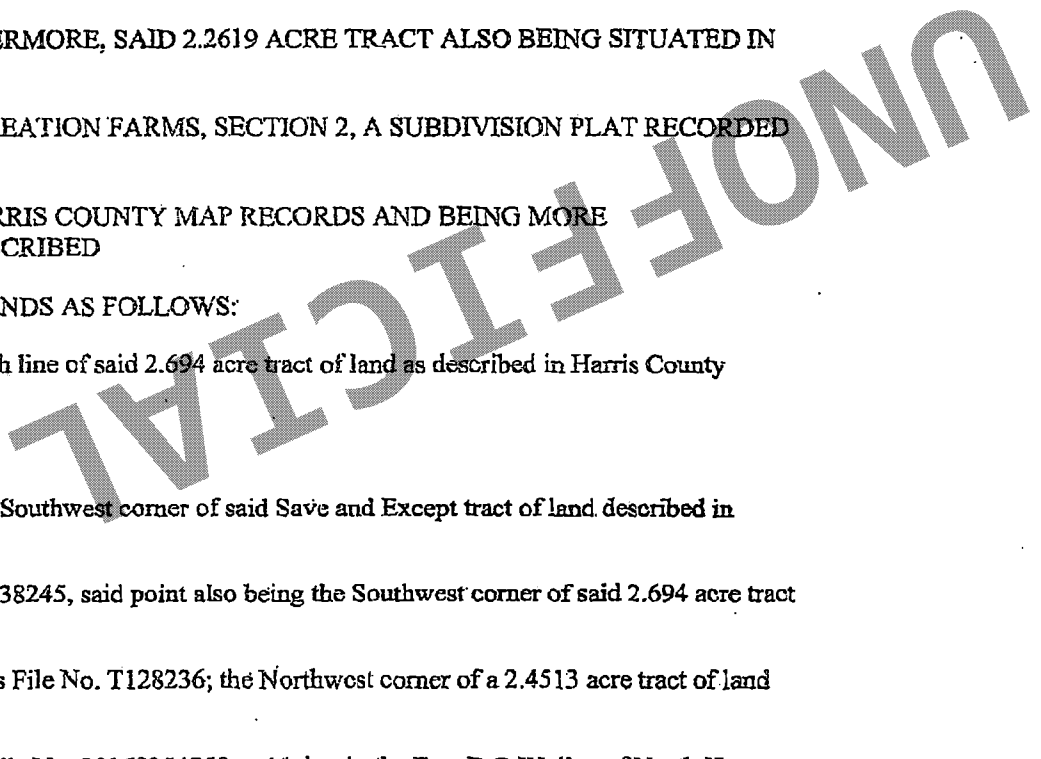 ERMORE, SAID 2.2619 ACRE TRACT ALSO BEING SITUATED IN
EATION FARMS, SECTION 2, A SUBDIVISION PLAT RECORDED
RRIS COUNTY MAP RECORDS AND BEING MORE
CRIBED
NDS AS FOLLOWS:
h line of said 2.694 acre tract of land as described in Harris County
Southwest corner of said Save and Except tract of land described in
38245, said point also being the Southwest corner of said 2.694 acre tract
s File No. T128236; the Northwest corner of a 2.4513 acre tract of land
UNOFFICIAL